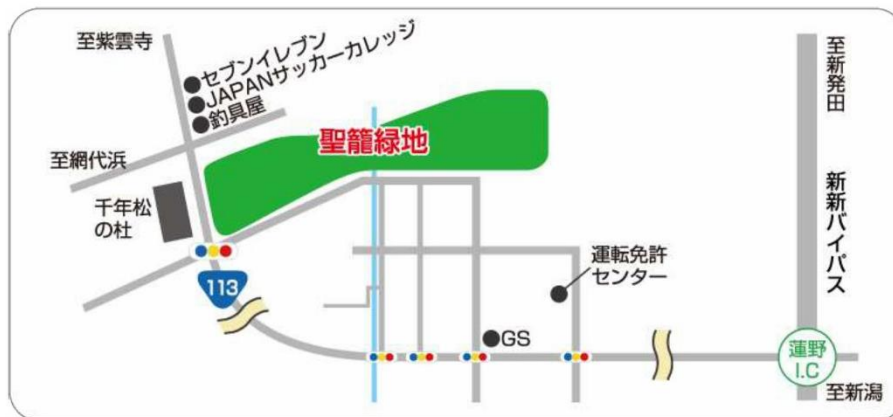 至紫雲寺
セブンイレブン
JAPANサッカーカレッジ
釣具屋
至網代浜
聖籠緑地
千年松
の杜
113
運転免許
センター
GS
至新発田
新新バイパス
蓮野
I.C
至新潟